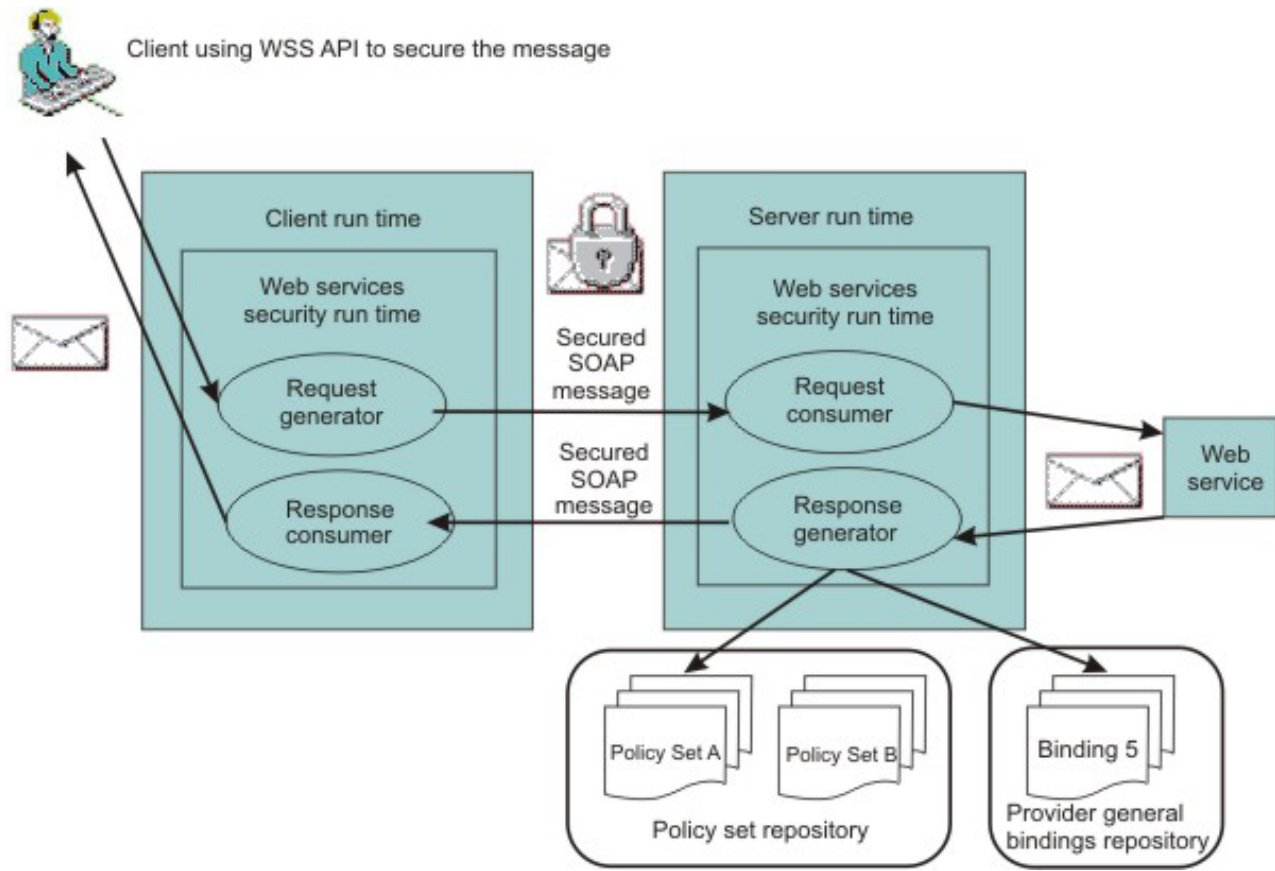 Client using WSS API to secure the message
Client run time
Web services
security run time
Request
generator
Response
consumer
Secured
SOAP
message
Secured
SOAP
message
Server run time
Web services
security run time
Request
consumer
Response
generator
Web
service
Policy Set A
Policy Set B
Policy set repository
Binding 5
Provider general
bindings repository